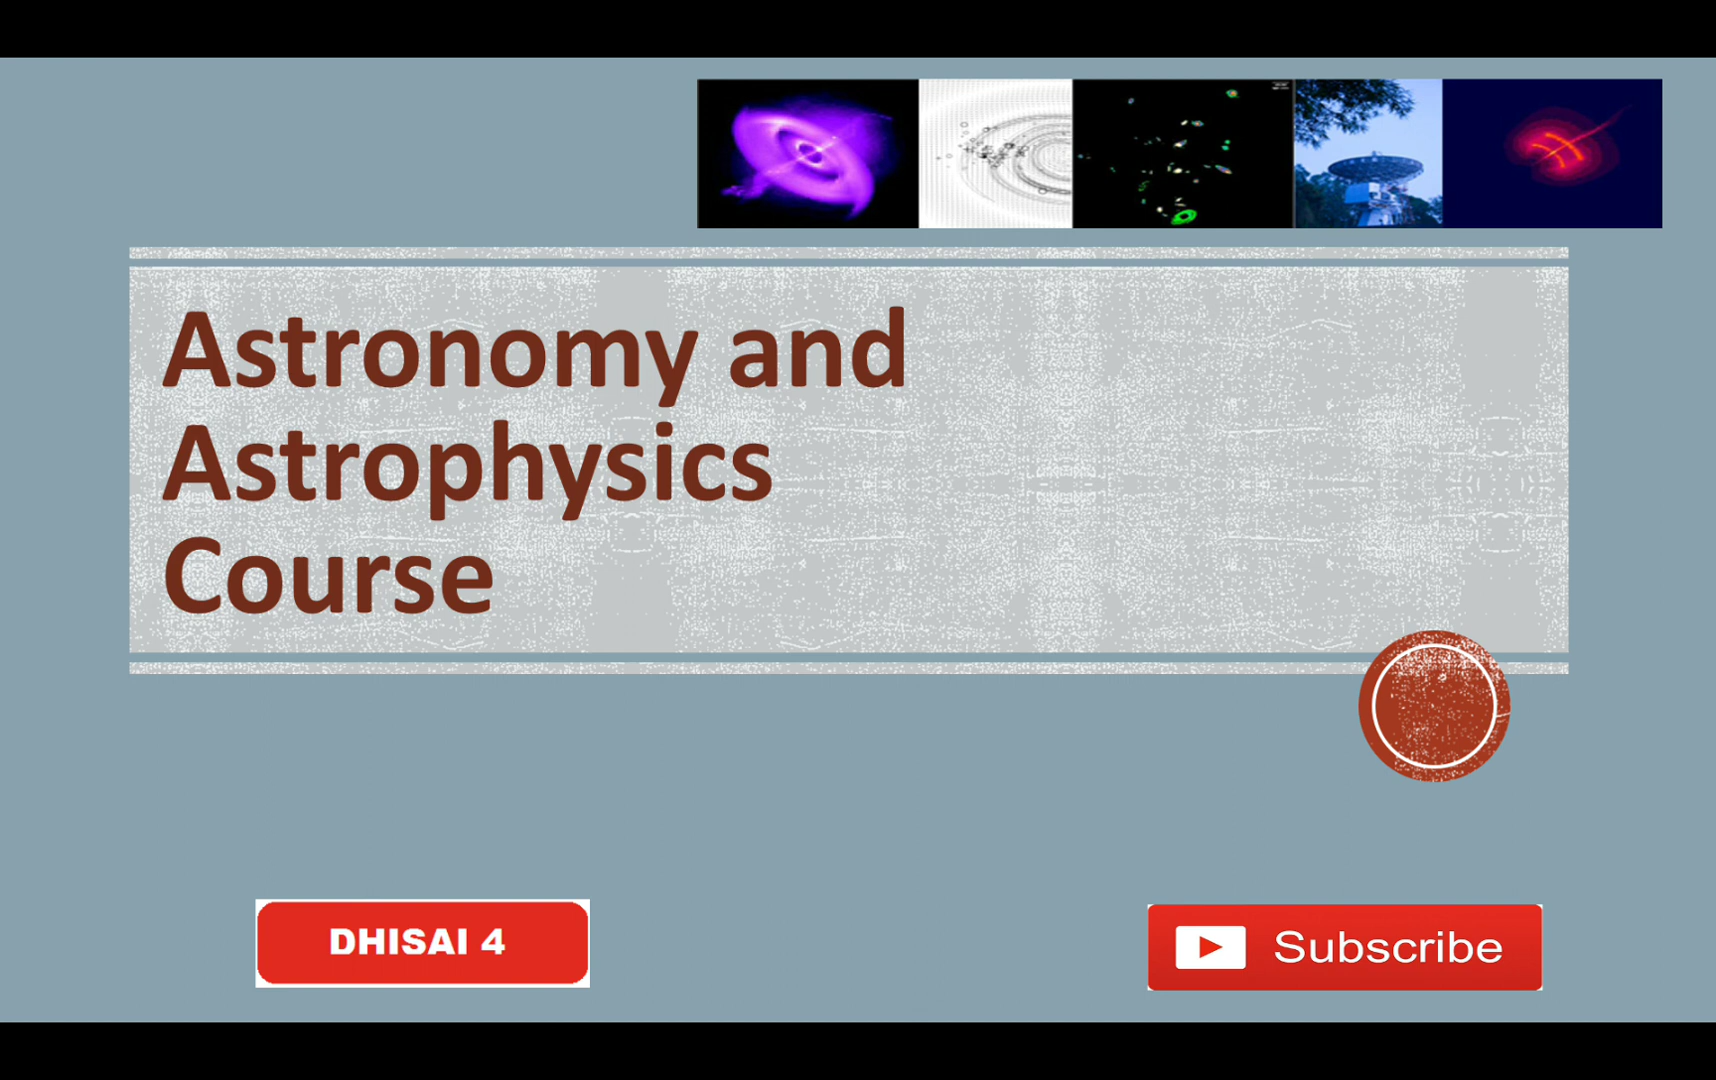 Astronomy and
Astrophysics
Course
DHISAI 4
Subscribe